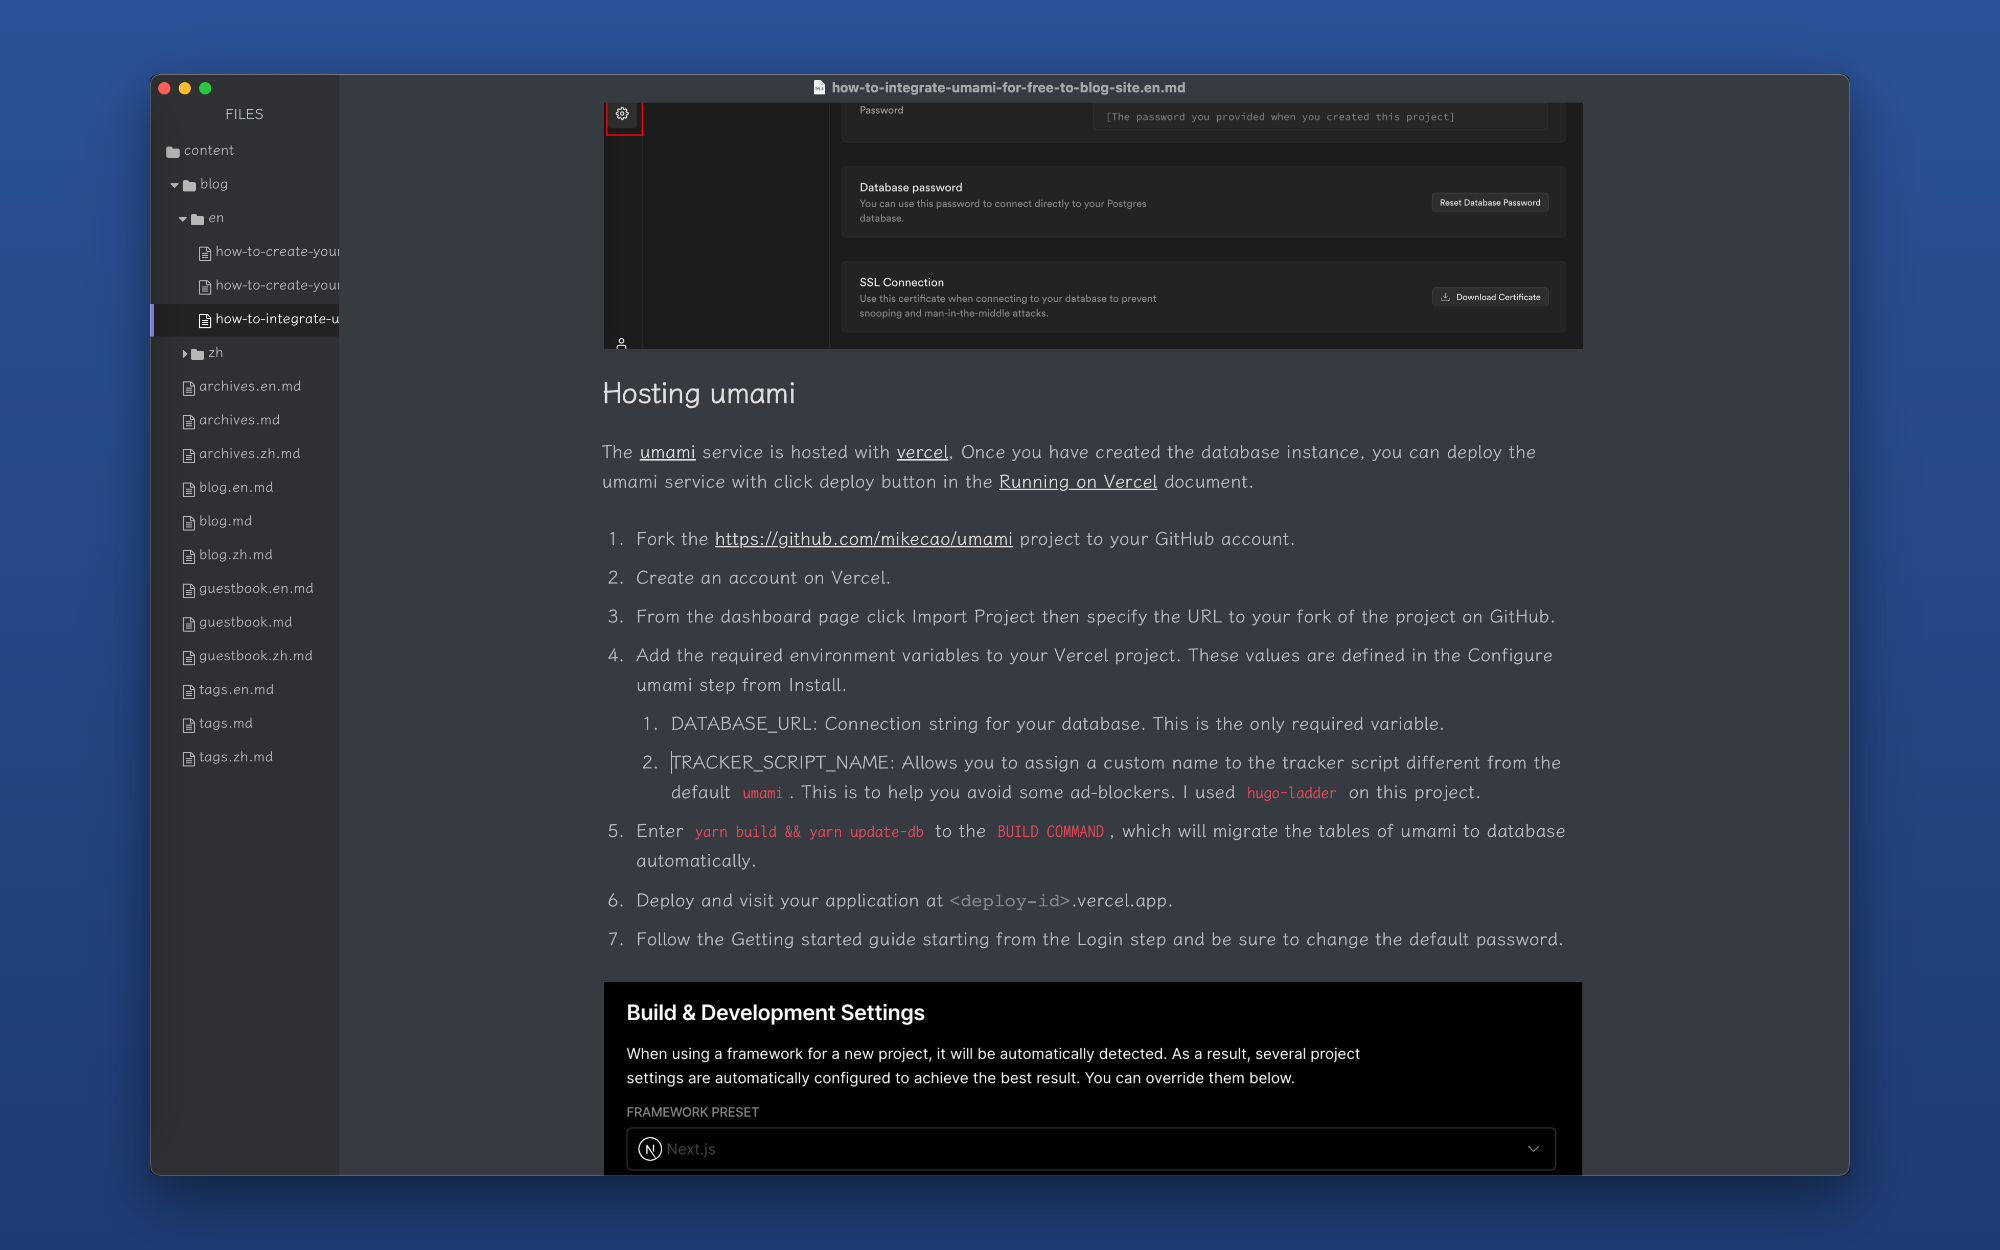 how-to-integrate-umami-for-free-to-blog-site.en.md
FILES
content
blog
en
how-to-create-your
how-to-create-your
how-to-integrate-u
zh
archives.en.md
archives.md
archives.zh.md
blog.en.md
blog.md
blog.zh.md
guestbook.en.md
guestbook.md
guestbook.zh.md
tags.en.md
tags.md
tags.zh.md
Password
[The password you provided when you created this project]
Database password
You can use this password to connect directly to your Postgres
database.
Reset Database Password
SSL Connection
Use this certificate when connecting to your database to prevent
snooping and man-in-the-middle attacks.
Download Certificate
Hosting umami
The umami service is hosted with vercel, Once you have created the database instance, you can deploy the
umami service with click deploy button in the Running on Vercel document.
1. Fork the https://github.com/mikecao/umami project to your GitHub account.
2. Create an account on Vercel.
3. From the dashboard page click Import Project then specify the URL to your fork of the project on GitHub.
4. Add the required environment variables to your Vercel project. These values are defined in the Configure
umami step from Install.
1. DATABASE_URL: Connection string for your database. This is the only required variable.
2. TRACKER_SCRIPT_NAME: Allows you to assign a custom name to the tracker script different from the
default umami. This is to help you avoid some ad-blockers. I used hugo-ladder on this project.
5. Enter yarn build && yarn update-db to the BUILD COMMAND, which will migrate the tables of umami to database
automatically.
6. Deploy and visit your application at <deploy-id>.vercel.app.
7. Follow the Getting started guide starting from the Login step and be sure to change the default password.
Build & Development Settings
When using a framework for a new project, it will be automatically detected. As a result, several project
settings are automatically configured to achieve the best result. You can override them below.
FRAMEWORK PRESET
Next.js